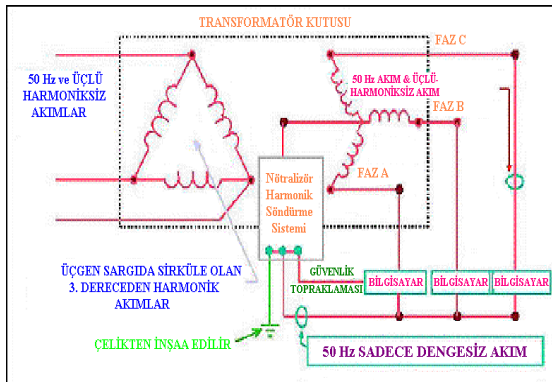 TRANSFORMATÖR KUTUSU
FAZ C
50 Hz ve ÜÇLÜ
HARMONİKSİZ
AKIMLAR
50 Hz AKIM & ÜÇLÜ-
HARMONİKSİZ AKIM
FAZ B
FAZ A
Nötralizör
Harmonik
Söndürme
Sistemi
ÜÇGEN SARGIDA SİRKÜLE OLAN
3. DERECEDEN HARMONİK
AKIMLAR
GÜVENLİK
TOPRAKLAMASI
BİLGİSAYAR
BİLGİSAYAR
BİLGİSAYAR
ÇELİKTEN İNŞAA EDİLİR
50 Hz SADECE DENGESİZ AKIM